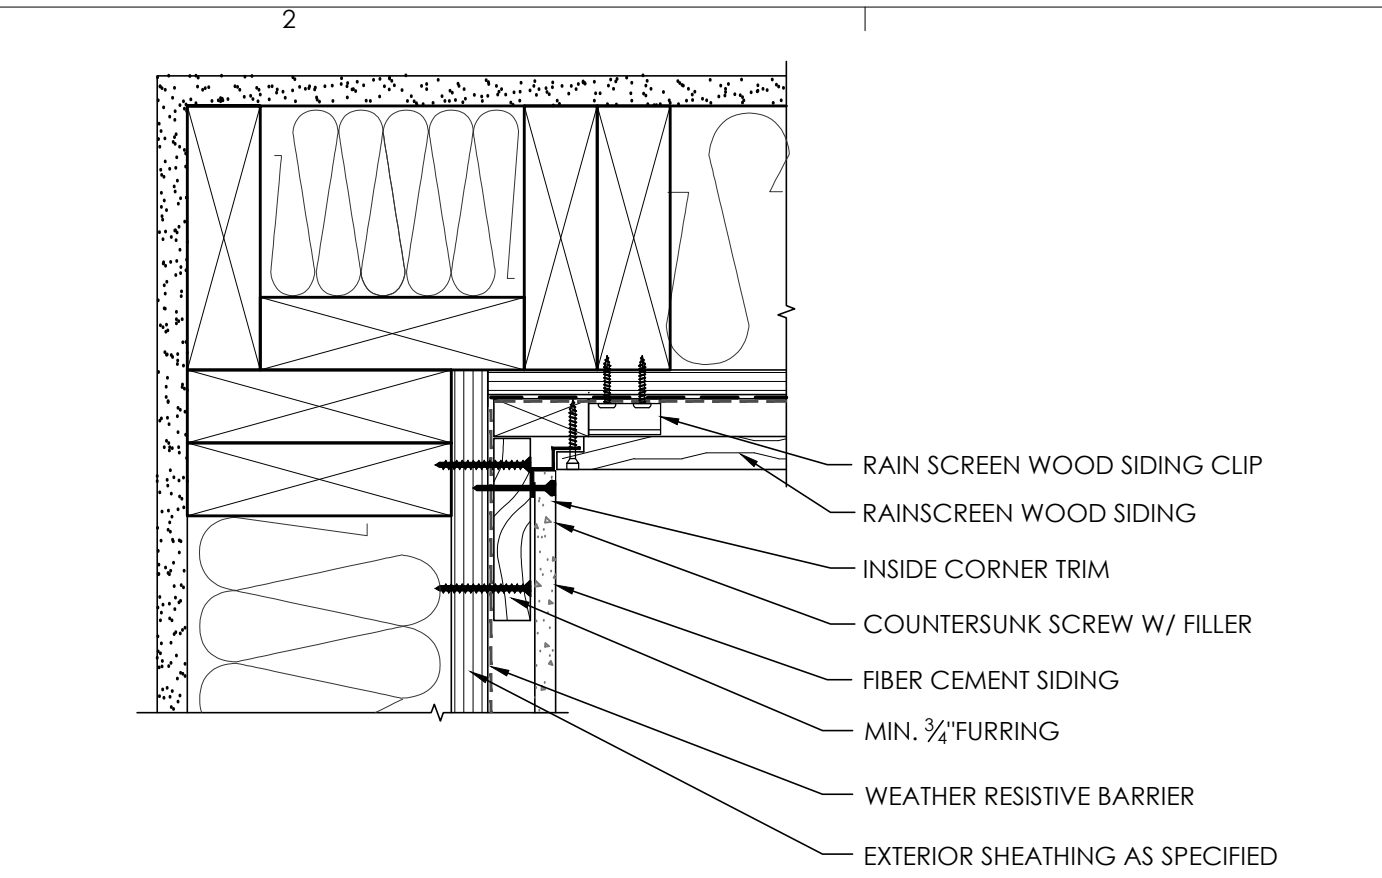 2
RAIN SCREEN WOOD SIDING CLIP
RAINSCREEN WOOD SIDING
INSIDE CORNER TRIM
COUNTERSUNK SCREW W/ FILLER
FIBER CEMENT SIDING
MIN. ¾"FURRING
WEATHER RESISTIVE BARRIER
EXTERIOR SHEATHING AS SPECIFIED